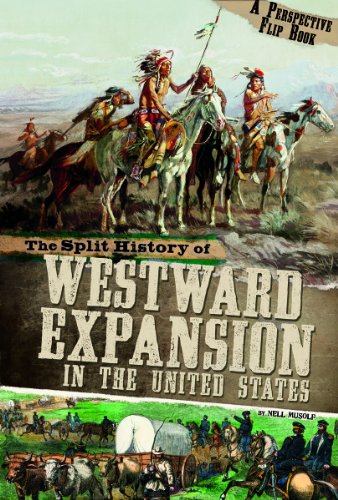 A Perspective
Flip Book
The Split History of
WESTWARD
EXPANSION
IN THE UNITED STATES
BY NELL MUSOLF